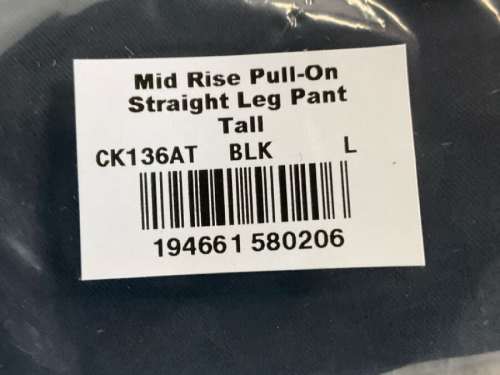 Mid Rise Pull-On
Straight Leg Pant
Tall
CK136AT BLK L
194661 580206